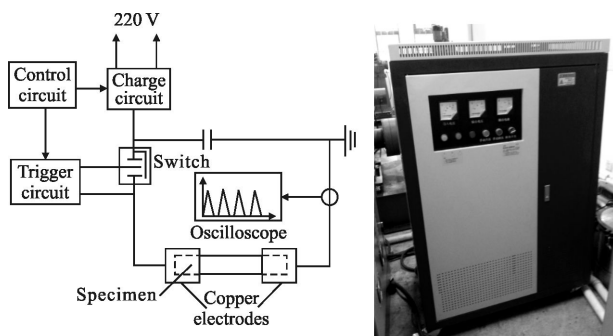 220 V
Control
circuit
Charge
circuit
Trigger
circuit
Switch
Oscilloscope
Specimen
Copper
electrodes